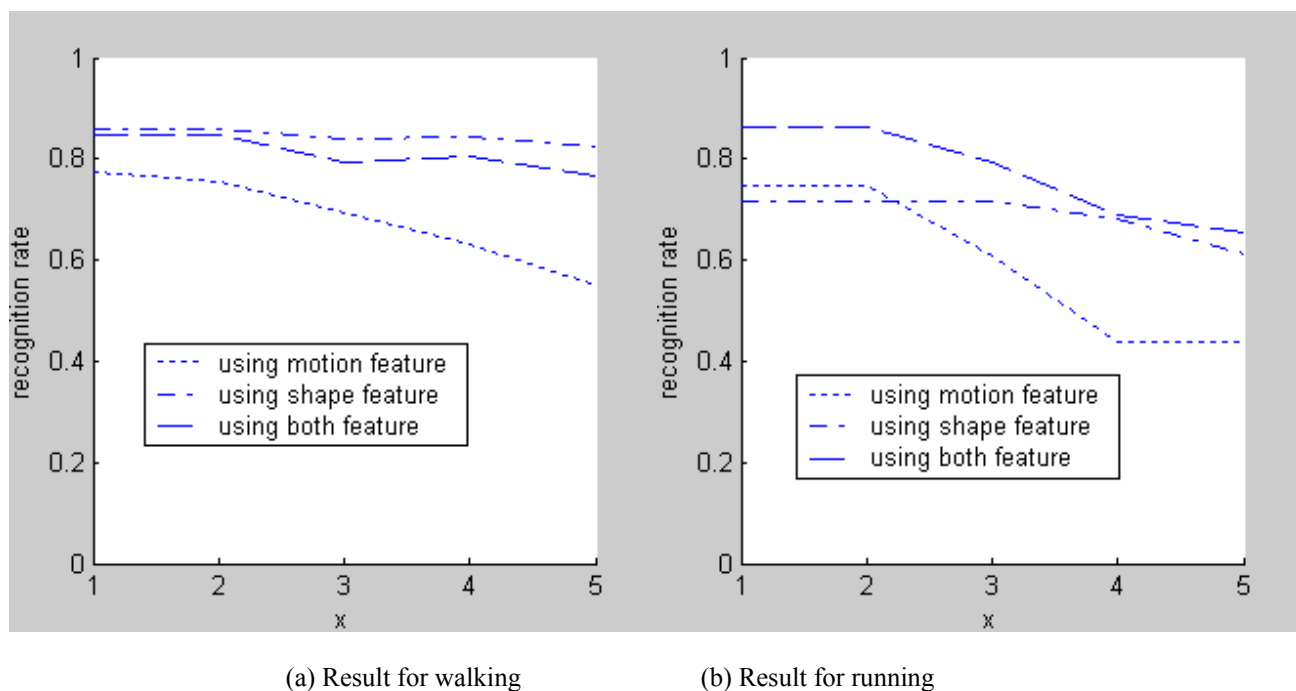 1
0.8
0.6
0.4
0.2
0
recognition rate
using motion feature
using shape feature
using both feature
1 2 3 4 5
x
1
0.8
0.6
0.4
0.2
0
recognition rate
using motion feature
using shape feature
using both feature
1 2 3 4 5
x
(a) Result for walking
(b) Result for running